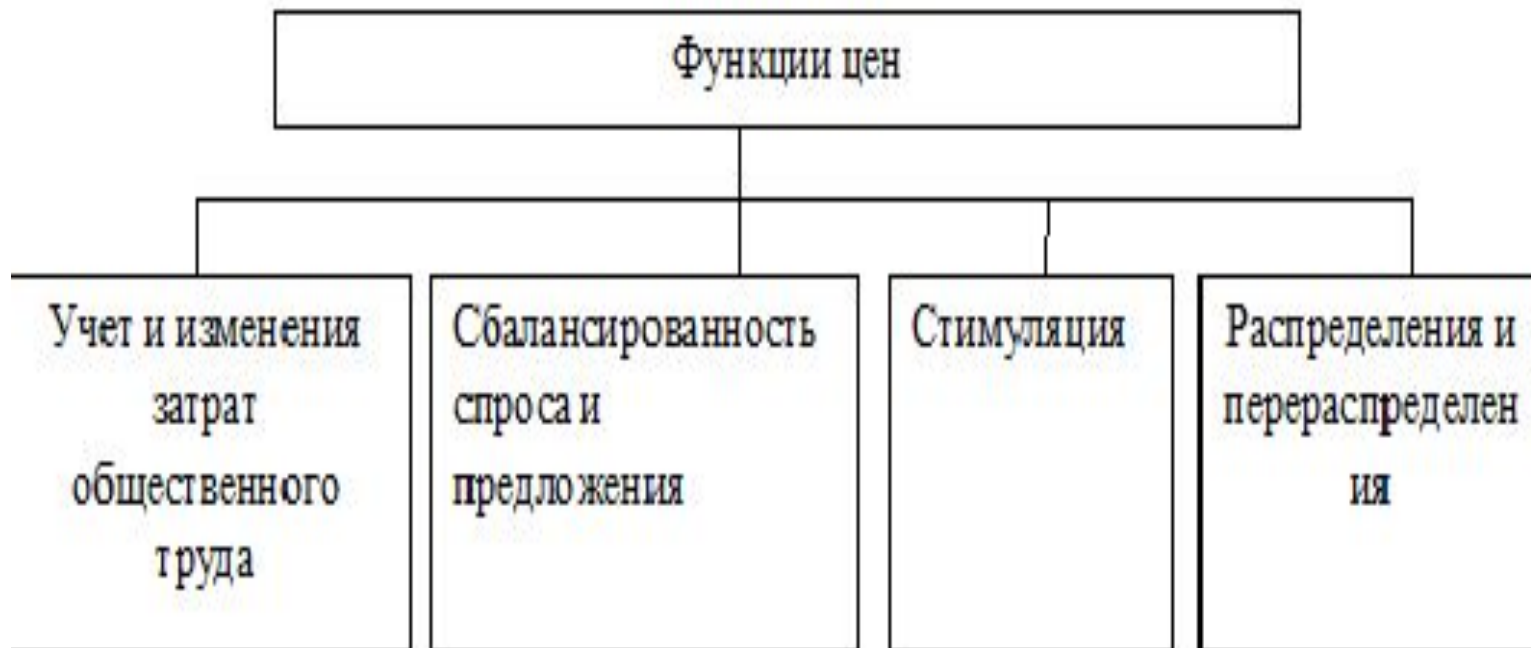 Функции цен
Учет и изменения
затрат
общественного
труда
Сбалансированность
спроса и
предложения
Стимуляция
Распределения и
перераспределен
ия